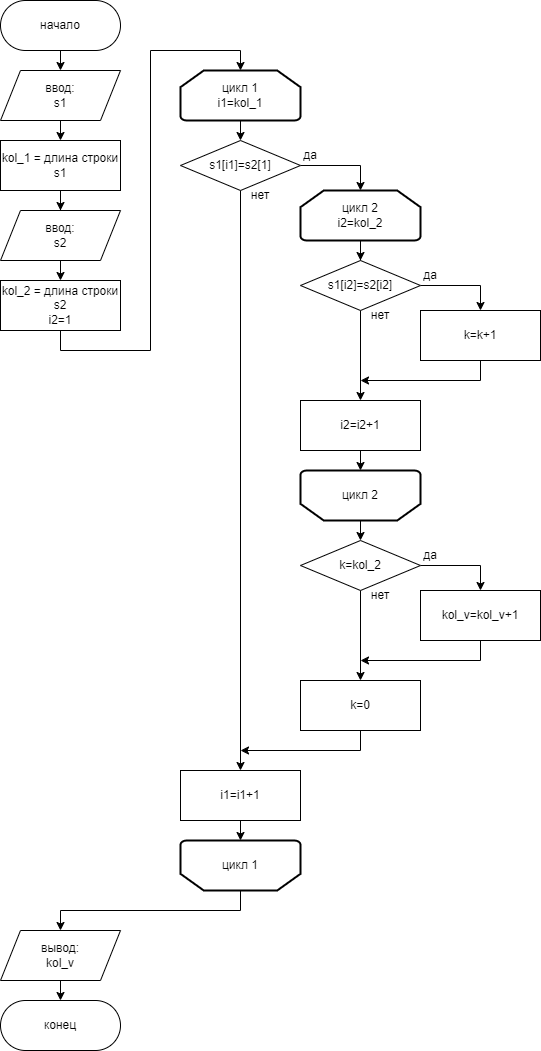 начало
ввод:
s1
kol_1 = длина строки
s1
ввод:
s2
kol_2 = длина строки
s2
i2=1
цикл 1
i1=kol_1
s1[i1]=s2[1]
да
нет
цикл 2
i2=kol_2
s1[i2]=s2[i2]
да
нет
k=k+1
i2=i2+1
цикл 2
k=kol_2
да
нет
kol_v=kol_v+1
k=0
i1=i1+1
цикл 1
вывод:
kol_v
конец